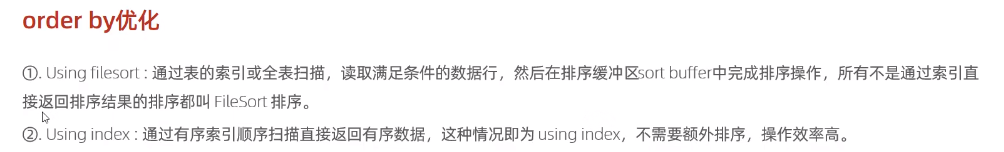 order by优化
①. Using filesort : 通过表的索引或全表扫描，读取满足条件的数据行，然后在排序缓冲区sort buffer中完成排序操作，所有不是通过索引直
接返回排序结果的排序都叫 FileSort 排序。
②. Using index : 通过有序索引顺序扫描直接返回有序数据，这种情况即为 using index，不需要额外排序，操作效率高。